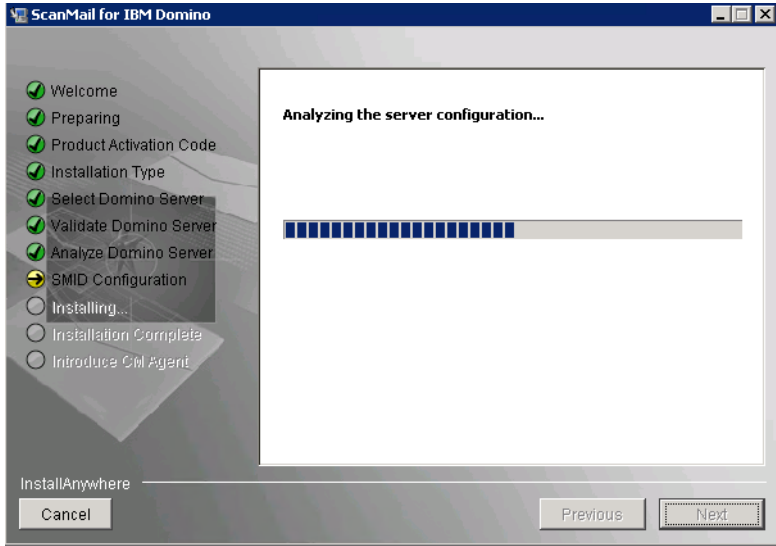 ScanMail for IBM Domino
Welcome
Preparing
Product Activation Code
Installation Type
Select Domino Server
Validate Domino Server
Analyze Domino Server
SMID Configuration
Installing...
Installation Complete
Introduce CM Agent
Analyzing the server configuration...
InstallAnywhere
Cancel
Previous
Next